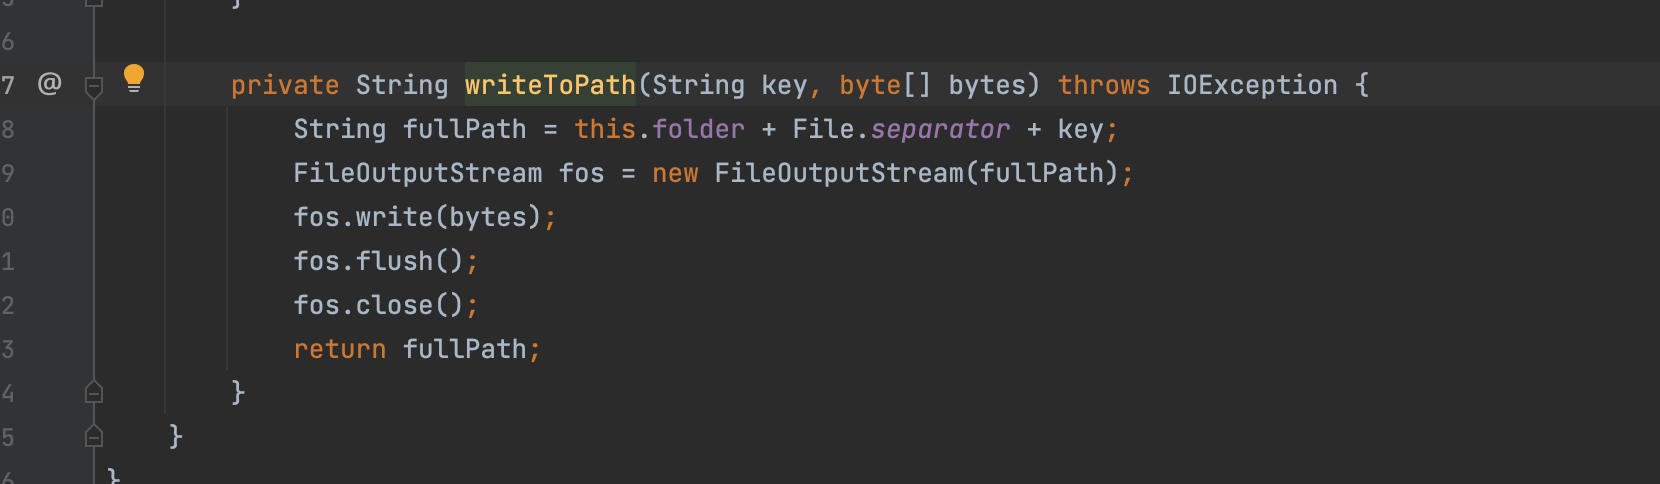 }
6
7 @ private String writeToPath(String key, byte[] bytes) throws IOException {
8 String fullPath = this.folder + File.separator + key;
9 FileOutputStream fos = new FileOutputStream(fullPath);
0 fos.write(bytes);
1 fos.flush();
2 fos.close();
3 return fullPath;
4 }
5 }
6 }